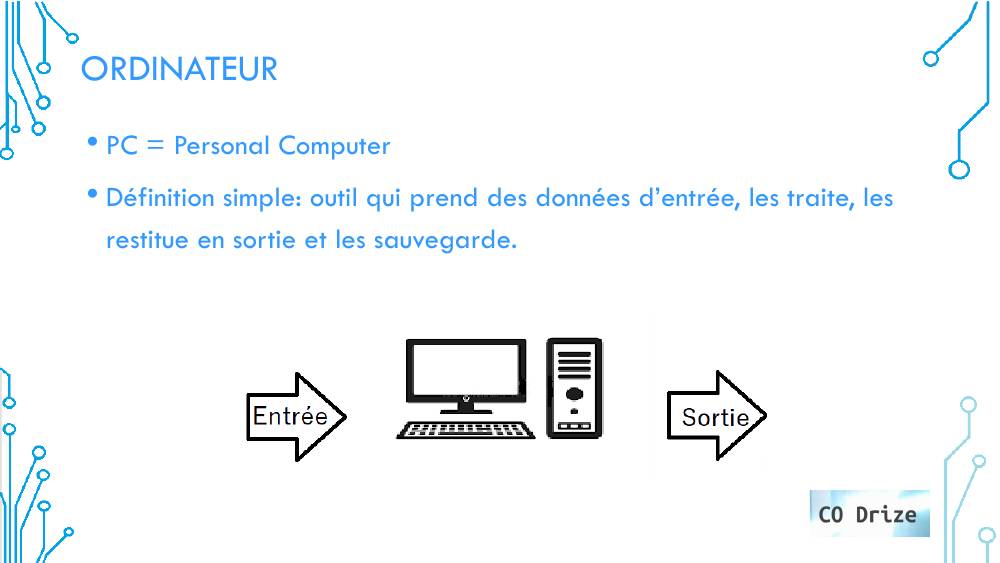 ORDINATEUR
• PC = Personal Computer
• Définition simple: outil qui prend des données d’entrée, les traite, les
restitue en sortie et les sauvegarde.
Entrée
Sortie
CO Drize